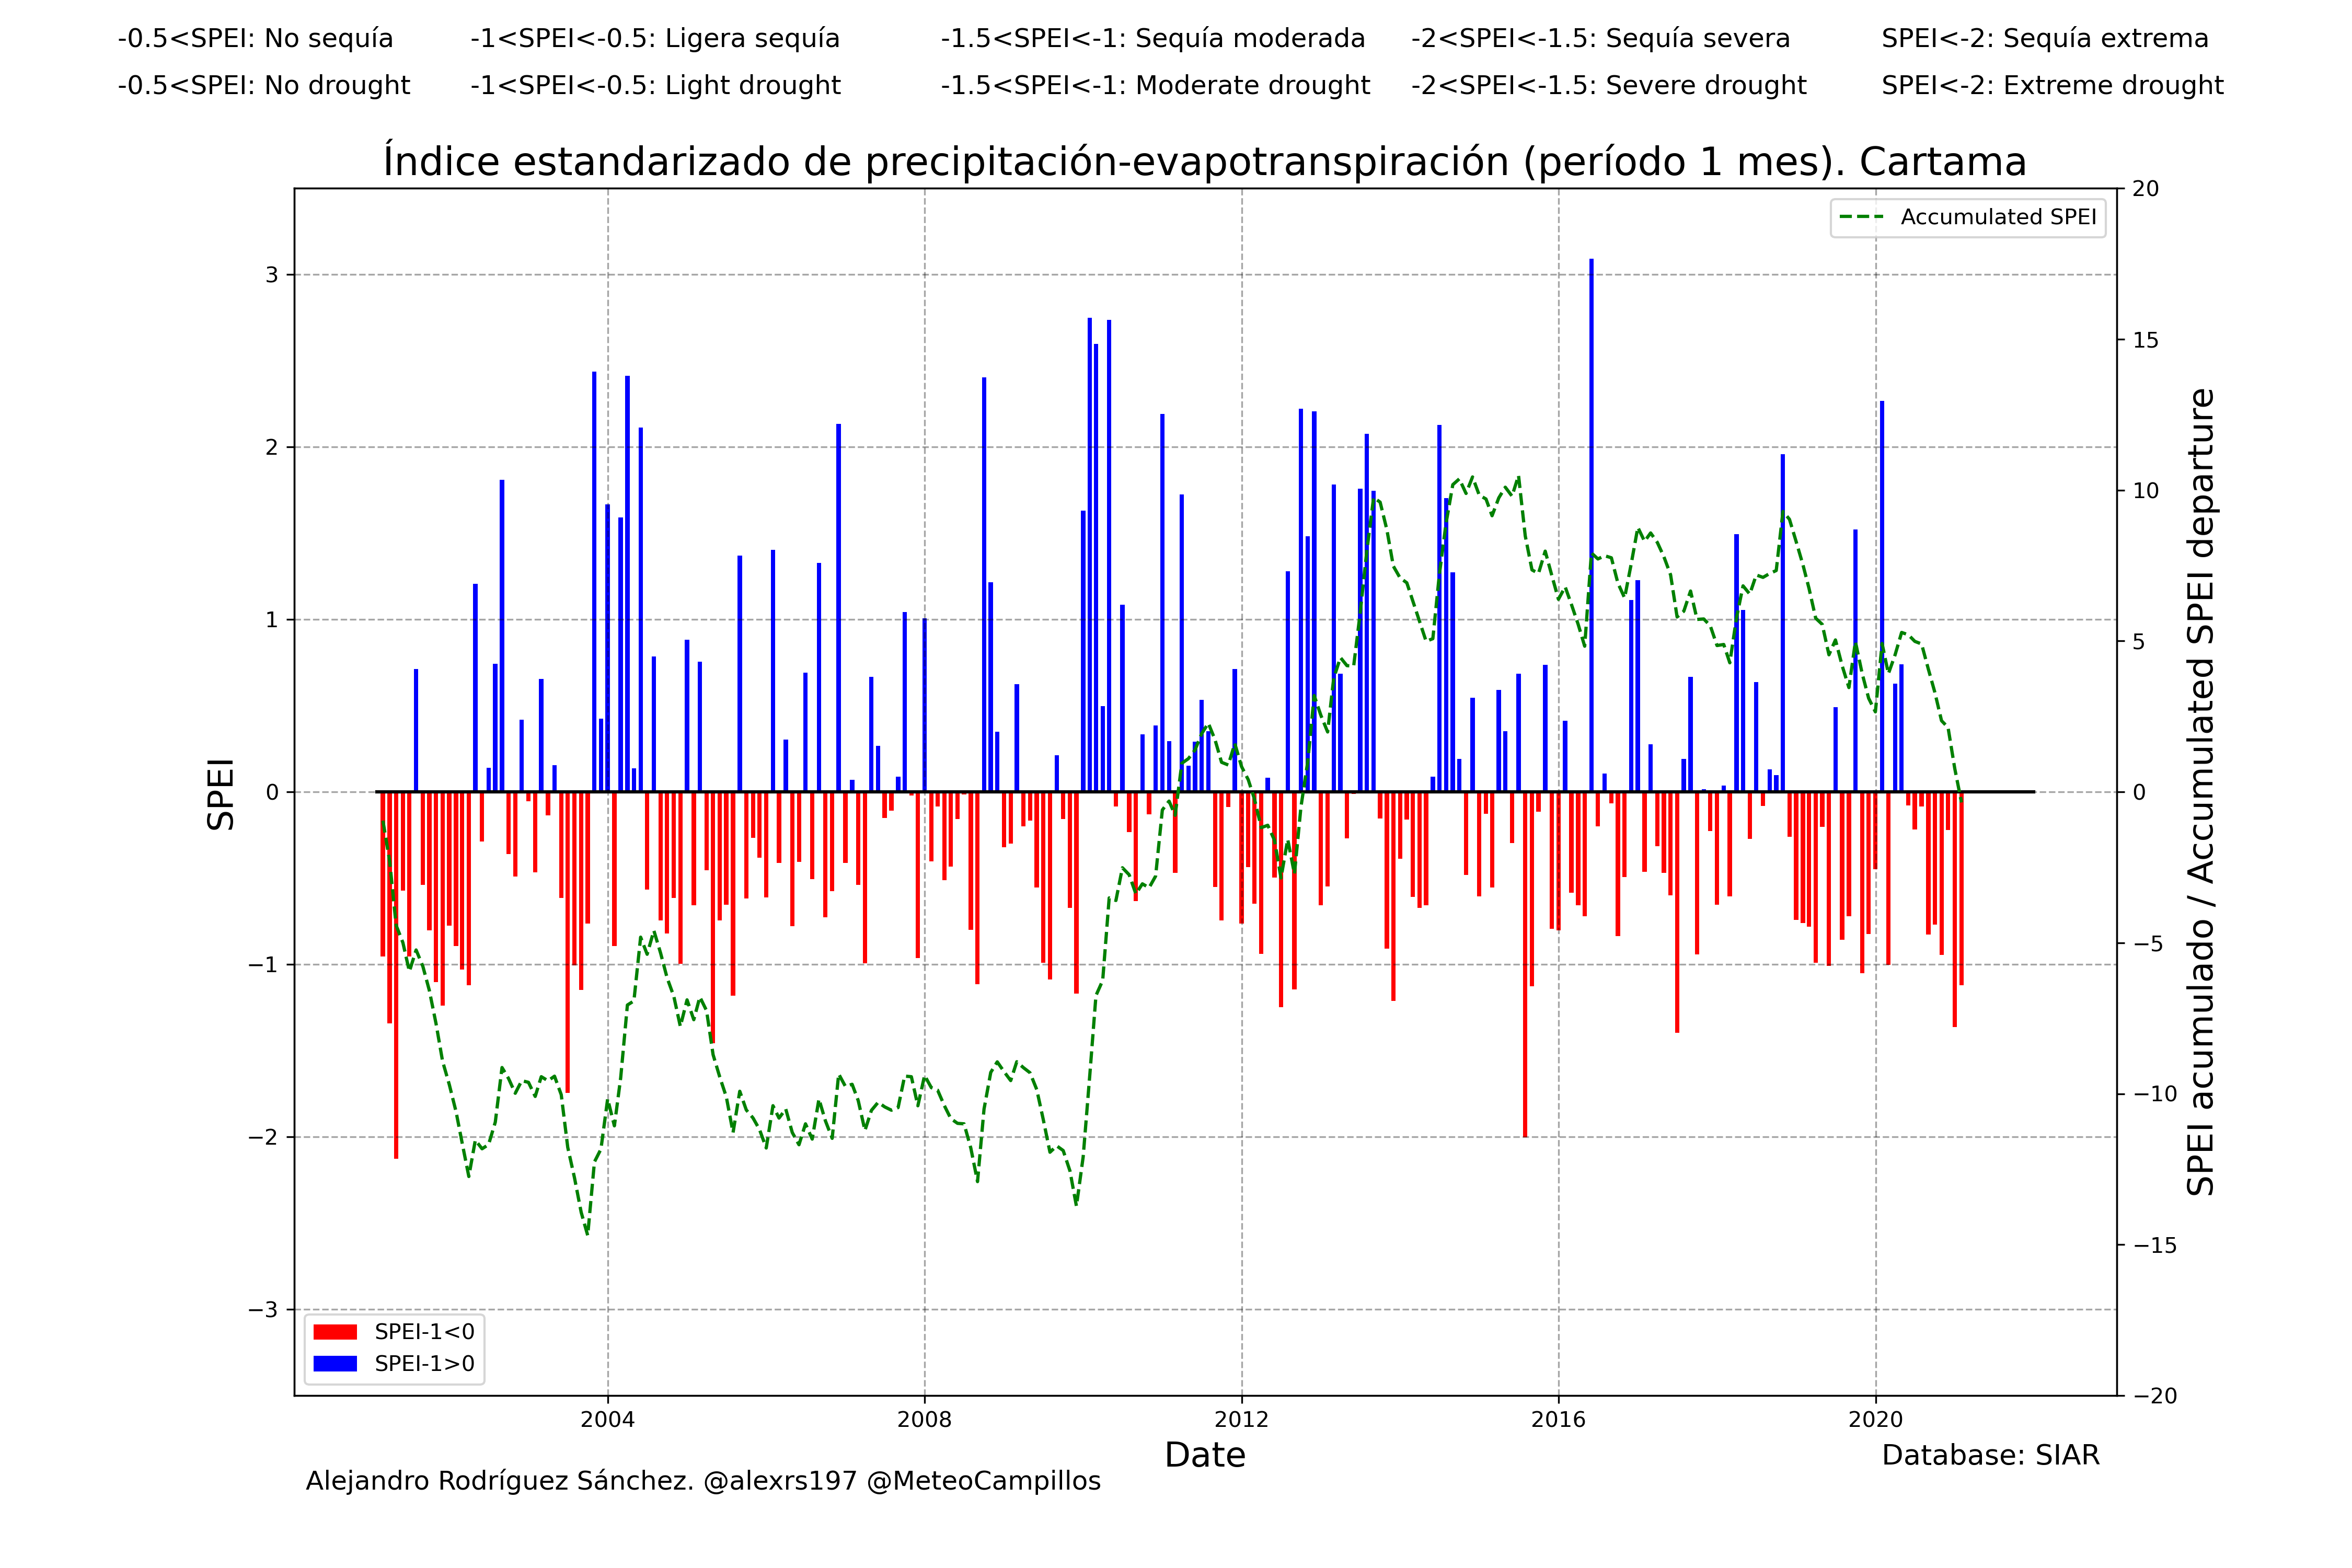 -0.5<SPEI: No sequía -1<SPEI<-0.5: Ligera sequía -1.5<SPEI<-1: Sequía moderada -2<SPEI<-1.5: Sequía severa SPEI<-2: Sequía extrema
-0.5<SPEI: No drought -1<SPEI<-0.5: Light drought -1.5<SPEI<-1: Moderate drought -2<SPEI<-1.5: Severe drought SPEI<-2: Extreme drought
Índice estandarizado de precipitación-evapotranspiración (período 1 mes). Cartama
Accumulated SPEI
SPEI
3
2
1
0
−1
−2
−3
20
15
10
5
0
−5
−10
−15
−20
SPEI acumulado / Accumulated SPEI departure
SPEI-1<0
SPEI-1>0
2004 2008 2012 2016 2020
Date
Database: SIAR
Alejandro Rodríguez Sánchez. @alexrs197 @MeteoCampillos